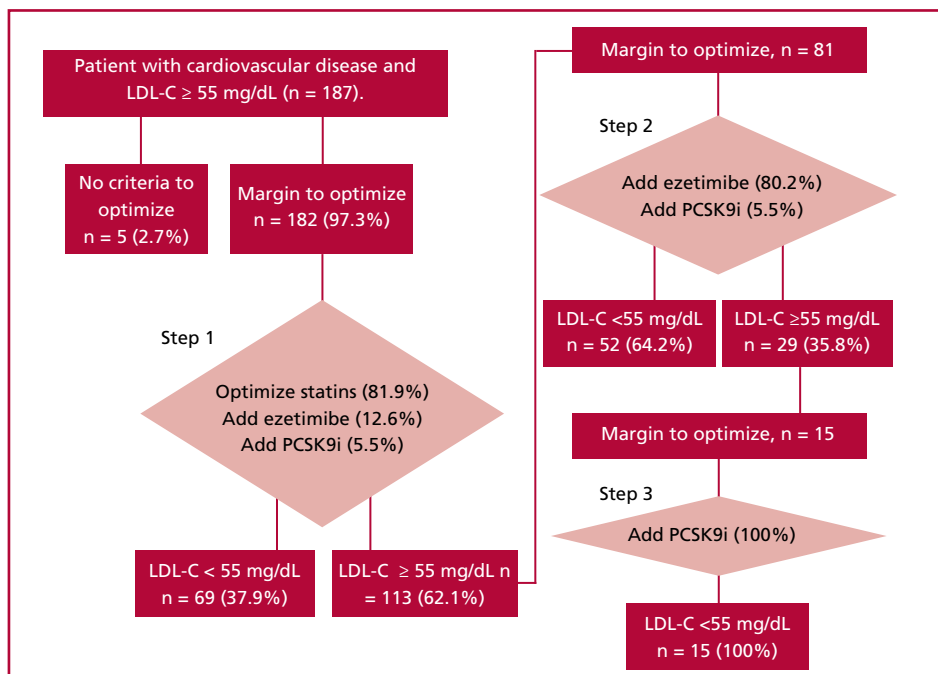 Patient with cardiovascular disease and
LDL-C ≥ 55 mg/dL (n = 187).
No criteria to
optimize
n = 5 (2.7%)
Margin to optimize
n = 182 (97.3%)
Step 1
Optimize statins (81.9%)
Add ezetimibe (12.6%)
Add PCSK9i (5.5%)
LDL-C < 55 mg/dL
n = 69 (37.9%)
LDL-C ≥ 55 mg/dL n
= 113 (62.1%)
Margin to optimize, n = 81
Step 2
Add ezetimibe (80.2%)
Add PCSK9i (5.5%)
LDL-C <55 mg/dL
n = 52 (64.2%)
LDL-C ≥55 mg/dL
n = 29 (35.8%)
Margin to optimize, n = 15
Step 3
Add PCSK9i (100%)
LDL-C <55 mg/dL
n = 15 (100%)